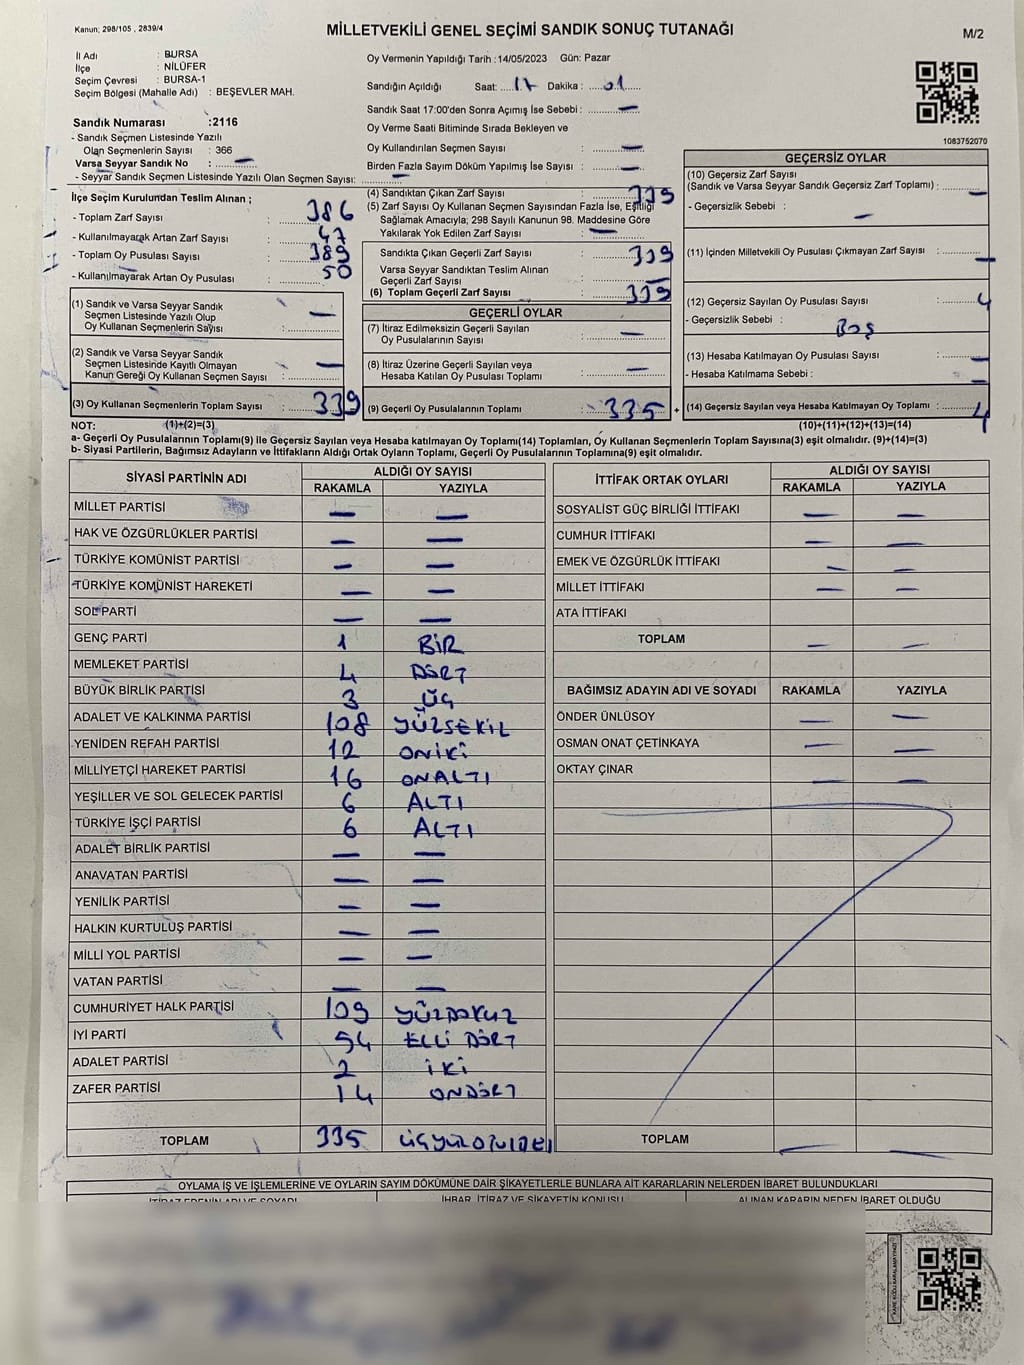 Kanun; 298/105 , 2839/4
MİLLETVEKİLİ GENEL SEÇİMİ SANDIK SONUÇ TUTANAĞI
M/2
İl Adı : BURSA
İlçe : NİLÜFER
Seçim Çevresi : BURSA-1
Seçim Bölgesi (Mahalle Adı) : BEŞEVLER MAH.
Oy Vermenin Yapıldığı Tarih :14/05/2023 Gün: Pazar
Sandığın Açıldığı Saat: 17 Dakika : 01
Sandık Saat 17:00'den Sonra Açımış İse Sebebi : —
Oy Verme Saati Bitiminde Sırada Bekleyen ve
Oy Kullandırılan Seçmen Sayısı : —
Birden Fazla Sayım Döküm Yapılmış İse Sayısı : —
Sandık Numarası :2116
- Sandık Seçmen Listesinde Yazılı
Olan Seçmenlerin Sayısı : 366
Varsa Seyyar Sandık No : —
- Seyyar Sandık Seçmen Listesinde Yazılı Olan Seçmen Sayısı: —
1083752070
İlçe Seçim Kurulundan Teslim Alınan ;
- Toplam Zarf Sayısı : 386
- Kullanılmayarak Artan Zarf Sayısı : 47
- Toplam Oy Pusulası Sayısı : 389
- Kullanılmayarak Artan Oy Pusulası : 50
(1) Sandık ve Varsa Seyyar Sandık
Seçmen Listesinde Yazılı Olup
Oy Kullanan Seçmenlerin Sayısı : —
(2) Sandık ve Varsa Seyyar Sandık
Seçmen Listesinde Kayıtlı Olmayan
Kanun Gereği Oy Kullanan Seçmen Sayısı : —
(3) Oy Kullanan Seçmenlerin Toplam Sayısı : 339
(4) Sandıktan Çıkan Zarf Sayısı : 339
(5) Zarf Sayısı Oy Kullanan Seçmen Sayısından Fazla İse, Eşitliği
Sağlamak Amacıyla; 298 Sayılı Kanunun 98. Maddesine Göre
Yakılarak Yok Edilen Zarf Sayısı : —
Sandıkta Çıkan Geçerli Zarf Sayısı : 339
Varsa Seyyar Sandıktan Teslim Alınan
Geçerli Zarf Sayısı : —
(6) Toplam Geçerli Zarf Sayısı : 339
GEÇERLİ OYLAR
(7) İtiraz Edilmeksizin Geçerli Sayılan
Oy Pusulalarının Sayısı : —
(8) İtiraz Üzerine Geçerli Sayılan veya
Hesaba Katılan Oy Pusulası Toplamı : —
(9) Geçerli Oy Pusulalarının Toplamı : 335 +
GEÇERSİZ OYLAR
(10) Geçersiz Zarf Sayısı
(Sandık ve Varsa Seyyar Sandık Geçersiz Zarf Toplamı) : —
- Geçersizlik Sebebi : —
(11) İçinden Milletvekili Oy Pusulası Çıkmayan Zarf Sayısı : —
(12) Geçersiz Sayılan Oy Pusulası Sayısı : 4
- Geçersizlik Sebebi : Boş
(13) Hesaba Katılmayan Oy Pusulası Sayısı : —
- Hesaba Katılmama Sebebi : —
(14) Geçersiz Sayılan veya Hesaba Katılmayan Oy Toplamı : 4
NOT: (1)+(2)=(3) (10)+(11)+(12)+(13)=(14)
a- Geçerli Oy Pusulalarının Toplamı(9) ile Geçersiz Sayılan veya Hesaba katılmayan Oy Toplamı(14) Toplamları, Oy Kullanan Seçmenlerin Toplam Sayısına(3) eşit olmalıdır. (9)+(14)=(3)
b- Siyasi Partilerin, Bağımsız Adayların ve İttifakların Aldığı Ortak Oyların Toplamı, Geçerli Oy Pusulalarının Toplamına(9) eşit olmalıdır.
SİYASİ PARTİNİN ADI ALDIĞI OY SAYISI
RAKAMLA YAZIYLA
MİLLET PARTİSİ — —
HAK VE ÖZGÜRLÜKLER PARTİSİ — —
TÜRKİYE KOMÜNİST PARTİSİ — —
TÜRKİYE KOMÜNİST HAREKETİ — —
SOL PARTİ — —
GENÇ PARTİ 1 BİR
MEMLEKET PARTİSİ 4 DÖRT
BÜYÜK BİRLİK PARTİSİ 3 ÜÇ
ADALET VE KALKINMA PARTİSİ 108 YÜZSEKİZ
YENİDEN REFAH PARTİSİ 12 ONİKİ
MİLLİYETÇİ HAREKET PARTİSİ 16 ONALTI
YEŞİLLER VE SOL GELECEK PARTİSİ 6 ALTI
TÜRKİYE İŞÇİ PARTİSİ 6 ALTI
ADALET BİRLİK PARTİSİ — —
ANAVATAN PARTİSİ — —
YENİLİK PARTİSİ — —
HALKIN KURTULUŞ PARTİSİ — —
MİLLİ YOL PARTİSİ — —
VATAN PARTİSİ — —
CUMHURİYET HALK PARTİSİ 109 YÜZDOKUZ
İYİ PARTİ 54 ELLİ DÖRT
ADALET PARTİSİ 2 İKİ
ZAFER PARTİSİ 14 ONDÖRT
TOPLAM 335 ÜÇYÜZOTUZBEŞ
İTTİFAK ORTAK OYLARI ALDIĞI OY SAYISI
RAKAMLA YAZIYLA
SOSYALİST GÜÇ BİRLİĞİ İTTİFAKI — —
CUMHUR İTTİFAKI — —
EMEK VE ÖZGÜRLÜK İTTİFAKI — —
MİLLET İTTİFAKI — —
ATA İTTİFAKI
TOPLAM — —
BAĞIMSIZ ADAYIN ADI VE SOYADI RAKAMLA YAZIYLA
ÖNDER ÜNLÜSOY — —
OSMAN ONAT ÇETİNKAYA — —
OKTAY ÇINAR — —
TOPLAM — —
OYLAMA İŞ VE İŞLEMLERİNE VE OYLARIN SAYIM DÖKÜMÜNE DAİR ŞİKAYETLERLE BUNLARA AİT KARARLARIN NELERDEN İBARET BULUNDUKLARI
İTİRAZ EDENİN ADI VE SOYADI İHBAR, İTİRAZ VE ŞİKAYETİN KONUSU ALINAN KARARIN NEDEN İBARET OLDUĞU
KARE KODU KARALAMAYINIZ!